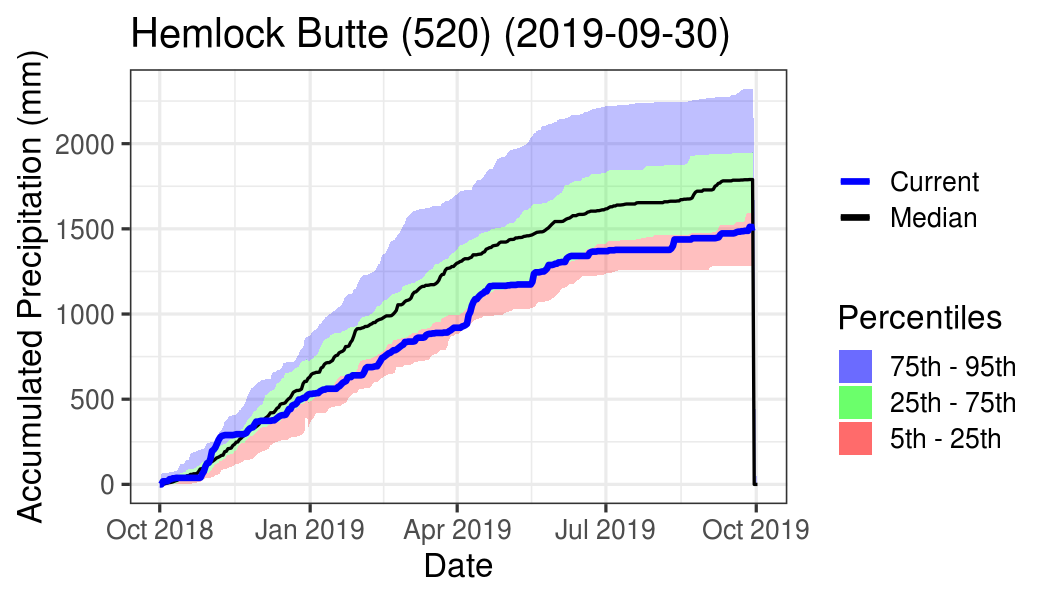 Hemlock Butte (520) (2019-09-30)
Accumulated Precipitation (mm)
2000
1500
1000
500
0
Oct 2018
Jan 2019
Apr 2019
Jul 2019
Oct 2019
Date
Current
Median
Percentiles
75th - 95th
25th - 75th
5th - 25th